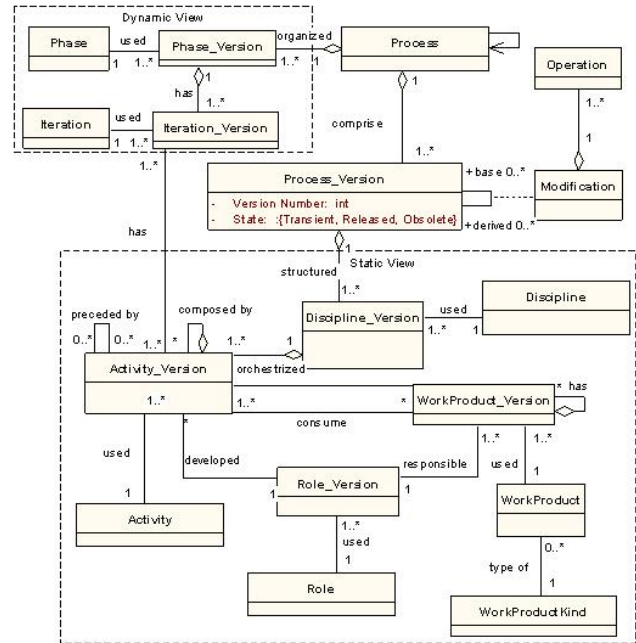 Dynamic View
Phase
used
1
1..*
Phase_Version
organized
1..*
1
Process
1
1
has
1..*
Operation
1..*
Iteration
used
1
1..*
Iteration_Version
1..*
comprise
1..*
1
Process_Version
- Version Number: int
- State: :{Transient, Released, Obsolete}
+ base 0..*
+ derived 0..*
Modification
has
1
Static View
structured
1..*
preceded by
0..*
0..*
composed by
1..*
*
1..*
1
orchestrized
Discipline_Version
used
1..*
1
Discipline
Activity_Version
1..*
1..*
*
consume
*
has
WorkProduct_Version
*
used
1
developed
1
Role_Version
responsible
1
1..*
1..*
used
1
WorkProduct
Activity
1..*
used
1
Role
0..*
type of
1
WorkProductKind